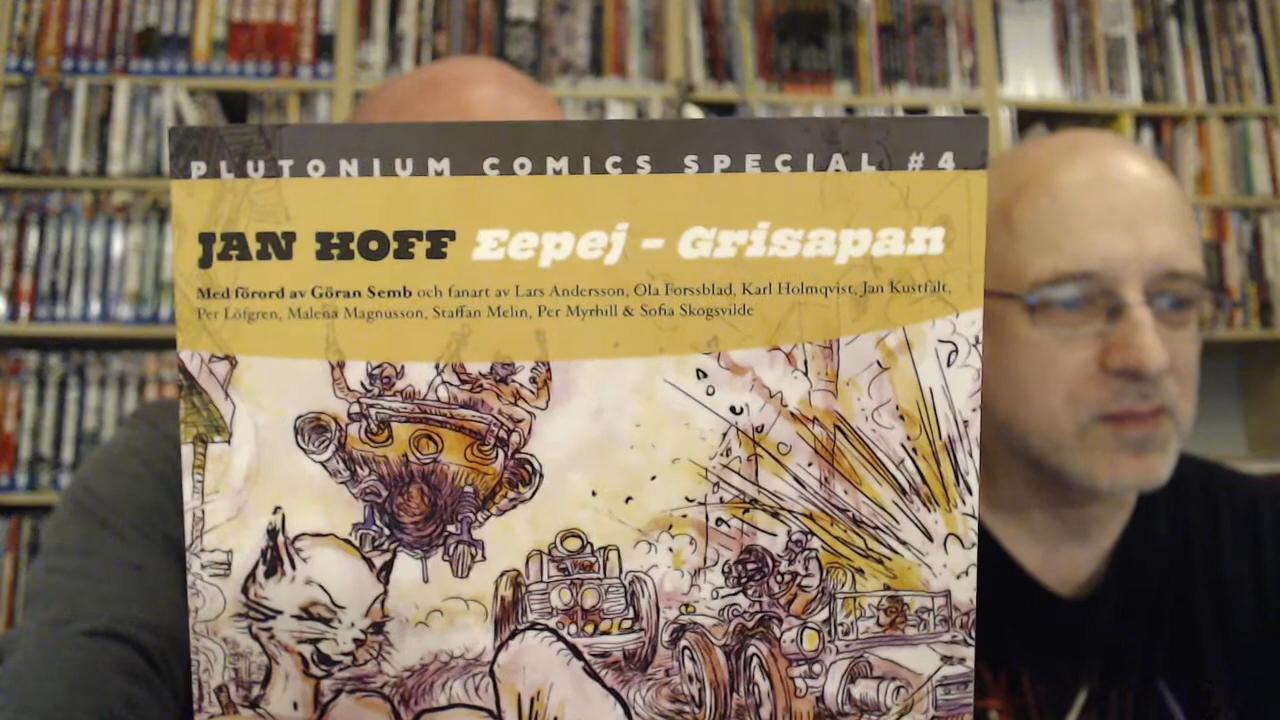 PLUTONIUM COMICS SPECIAL #4
JAN HOFF Eepej - Grisapan
Med förord av Göran Semb och fanart av Lars Andersson, Ola Forssblad, Karl Holmqvist, Jan Kustfält,
Per Löfgren, Malena Magnusson, Staffan Melin, Per Myrhill & Sofia Skogsvilde